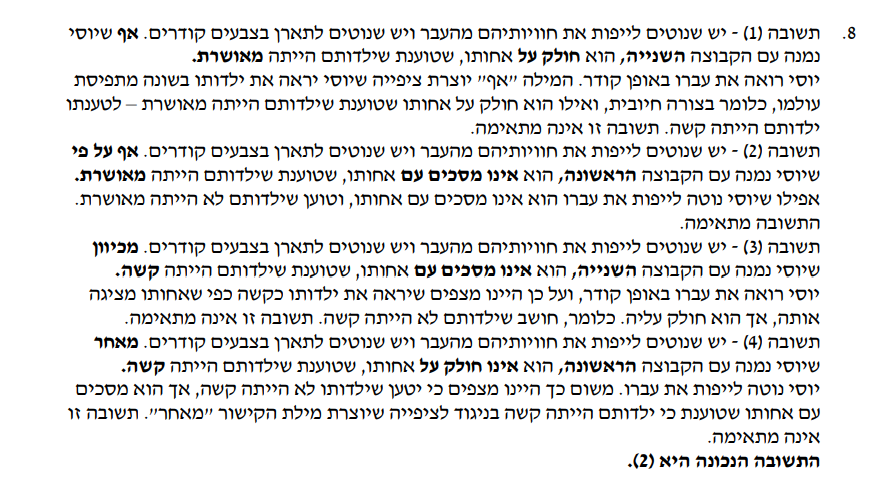 8. תשובה (1) - יש שנוטים לייפות את חוויותיהם מהעבר ויש שנוטים לתארן בצבעים קודרים. אף שיוסי
נמנה עם הקבוצה השנייה, הוא חולק על אחותו, שטוענת שילדותם הייתה מאושרת.
יוסי רואה את עברו באופן קודר. המילה "אף" יוצרת ציפייה שיוסי יראה את ילדותו בשונה מתפיסת
עולמו, כלומר בצורה חיובית, ואילו הוא חולק על אחותו שטוענת שילדותם הייתה מאושרת – לטענתו
ילדותם הייתה קשה. תשובה זו אינה מתאימה.
תשובה (2) - יש שנוטים לייפות את חוויותיהם מהעבר ויש שנוטים לתארן בצבעים קודרים. אף על פי
שיוסי נמנה עם הקבוצה הראשונה, הוא אינו מסכים עם אחותו, שטוענת שילדותם הייתה מאושרת.
אפילו שיוסי נוטה לייפות את עברו הוא אינו מסכים עם אחותו, וטוען שילדותם לא הייתה מאושרת.
התשובה מתאימה.
תשובה (3) - יש שנוטים לייפות את חוויותיהם מהעבר ויש שנוטים לתארן בצבעים קודרים. מכיוון
שיוסי נמנה עם הקבוצה השנייה, הוא אינו מסכים עם אחותו, שטוענת שילדותם הייתה קשה.
יוסי רואה את עברו באופן קודר, ועל כן היינו מצפים שיראה את ילדותו כקשה כפי שאחותו מציגה
אותה, אך הוא חולק עליה. כלומר, חושב שילדותם לא הייתה קשה. תשובה זו אינה מתאימה.
תשובה (4) - יש שנוטים לייפות את חוויותיהם מהעבר ויש שנוטים לתארן בצבעים קודרים. מאחר
שיוסי נמנה עם הקבוצה הראשונה, הוא אינו חולק על אחותו, שטוענת שילדותם הייתה קשה.
יוסי נוטה לייפות את עברו. משום כך היינו מצפים כי יטען שילדותו לא הייתה קשה, אך הוא מסכים
עם אחותו שטוענת כי ילדותם הייתה קשה בניגוד לציפייה שיוצרת מילת הקישור "מאחר". תשובה זו
אינה מתאימה.
התשובה הנכונה היא (2).